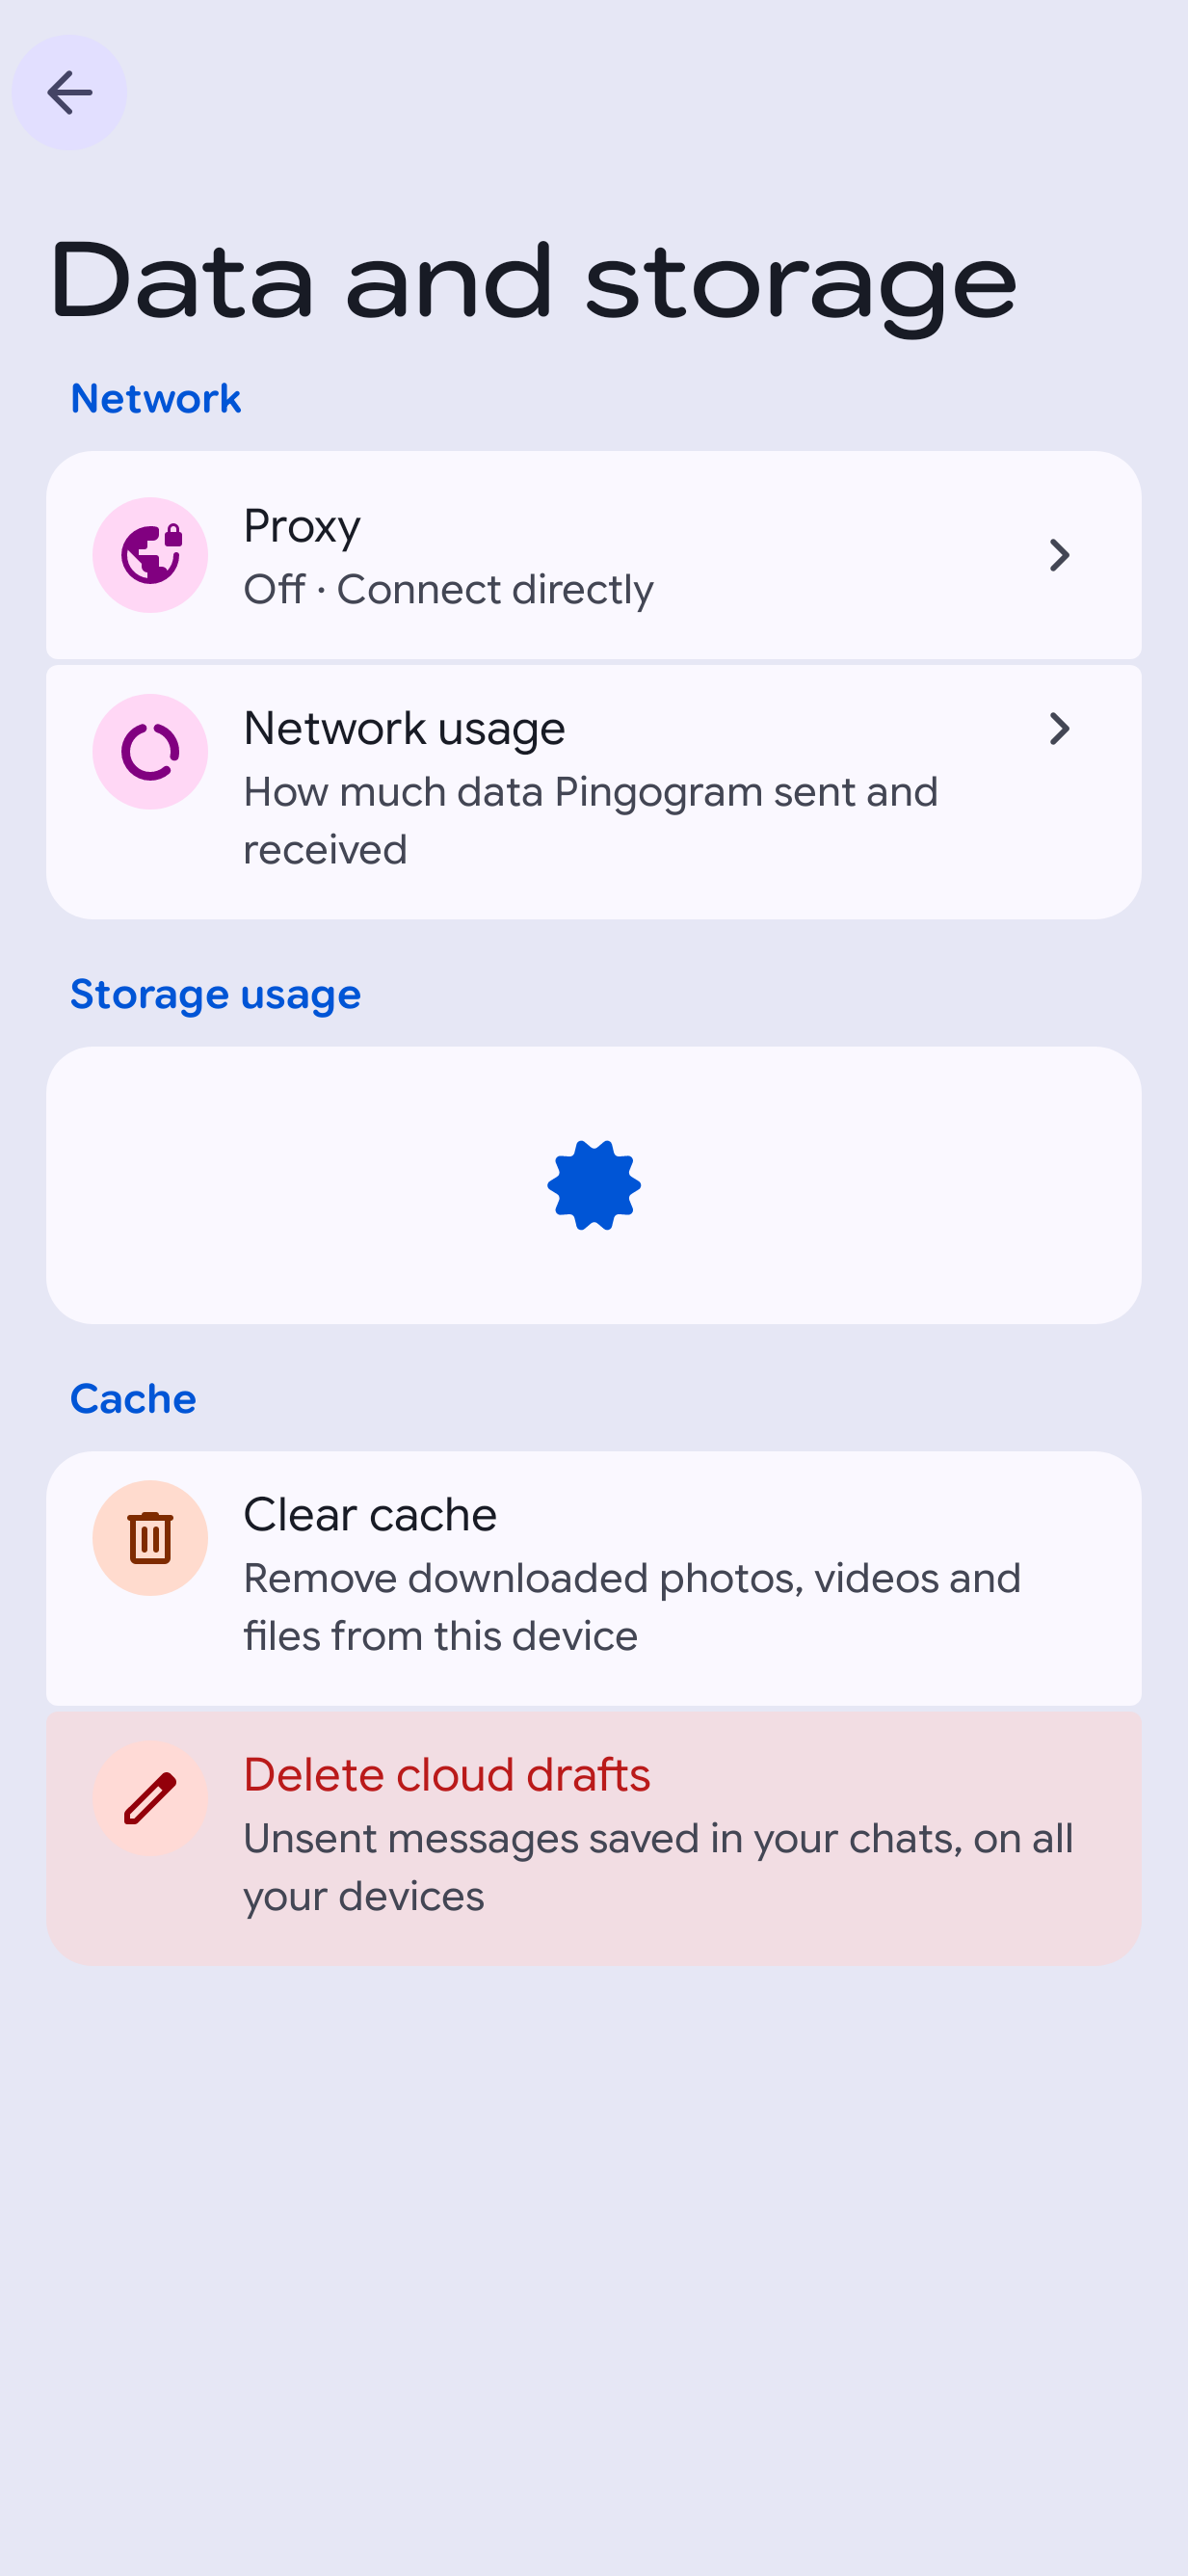 Data and storage
Network
Proxy
Off · Connect directly
Network usage
How much data Pingogram sent and
received
Storage usage
Cache
Clear cache
Remove downloaded photos, videos and
files from this device
Delete cloud drafts
Unsent messages saved in your chats, on all
your devices